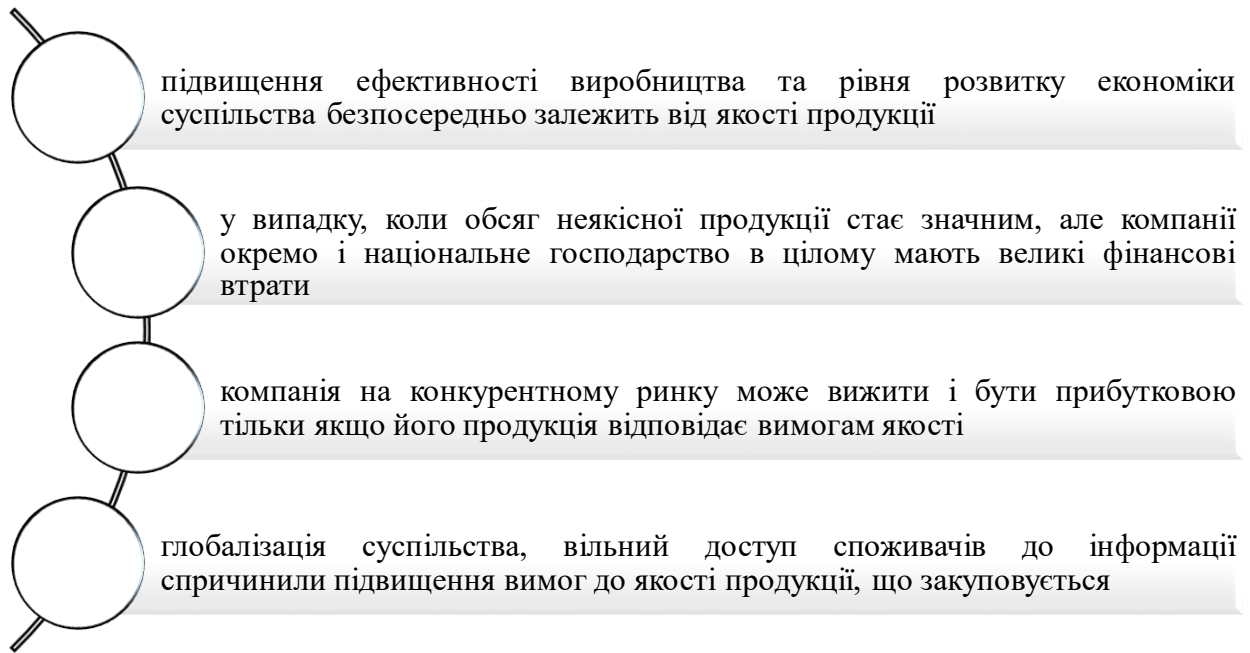 підвищення ефективності виробництва та рівня розвитку економіки
суспільства безпосередньо залежить від якості продукції
у випадку, коли обсяг неякісної продукції стає значним, але компанії
окремо і національне господарство в цілому мають великі фінансові
втрати
компанія на конкурентному ринку може вижити і бути прибутковою
тільки якщо його продукція відповідає вимогам якості
глобалізація суспільства, вільний доступ споживачів до інформації
спричинили підвищення вимог до якості продукції, що закуповується